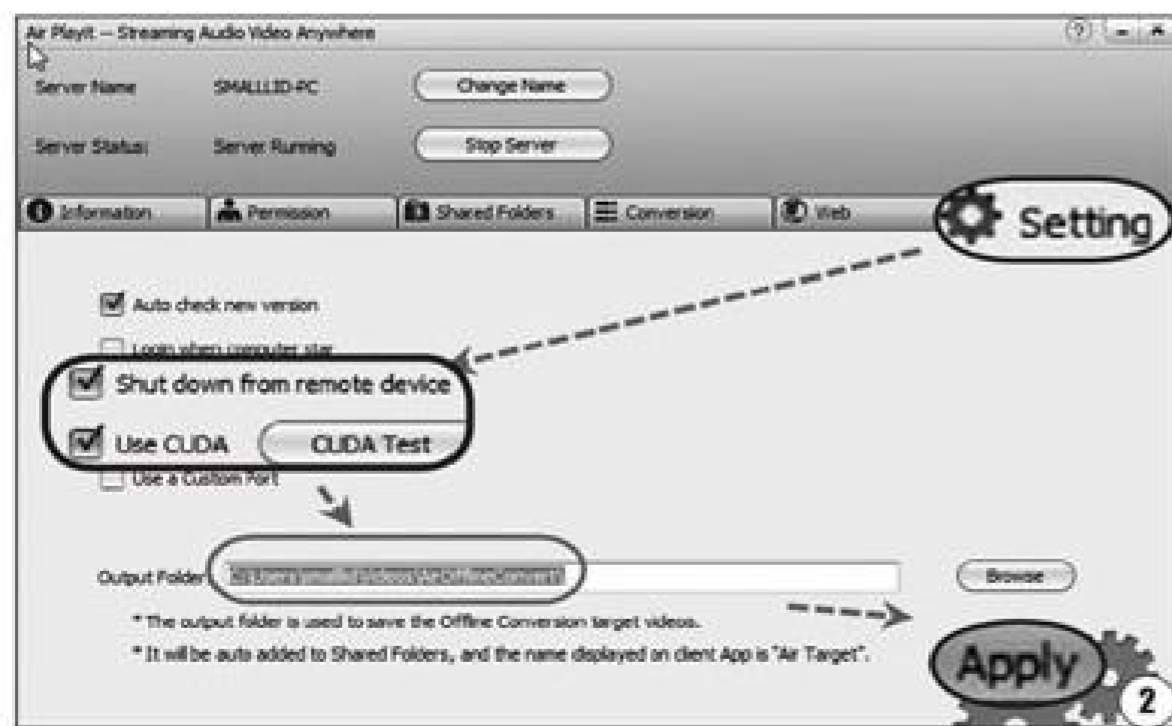 Air Playit -- Streaming Audio Video Anywhere
Server Name SMALLLID-PC Change Name
Server Status: Server Running Stop Server
Information Permission Shared Folders Conversion Web Setting
Auto check new version
Login when computer star
Shut down from remote device
Use CUDA CUDA Test
Use a Custom Port
Output Folder Browse
* The output folder is used to save the Offline Conversion target videos.
* It will be auto added to Shared Folders, and the name displayed on client App is "Air Target".
Apply
2